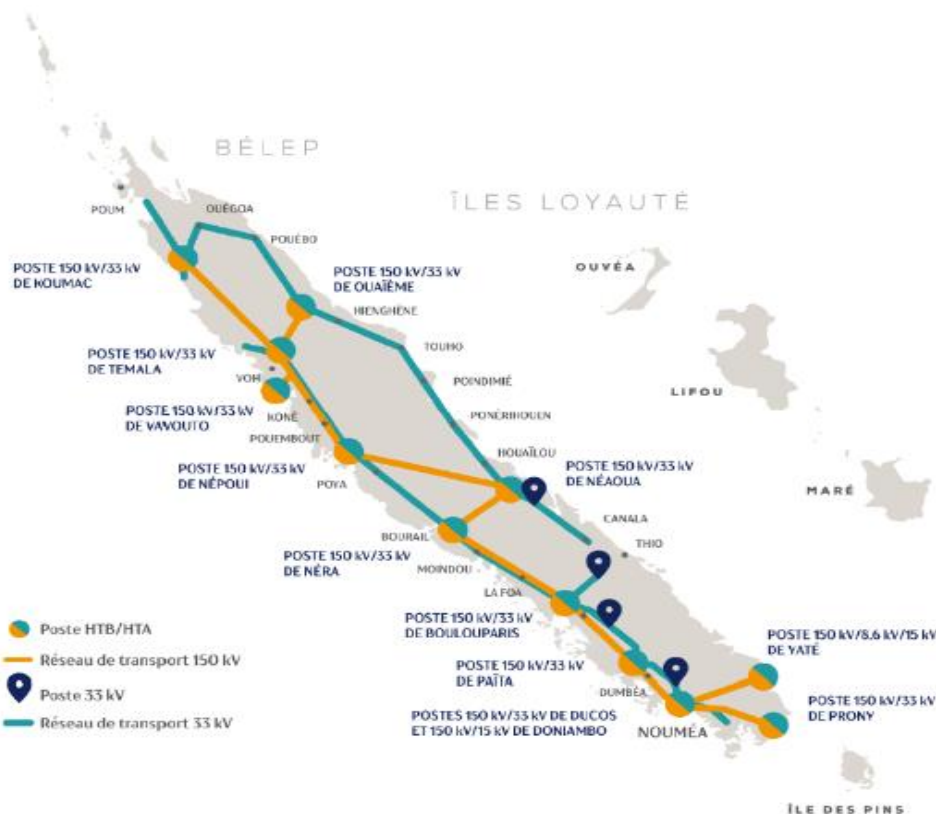 BÉLEP
ÎLES LOYAUTÉ
POUM
OUÉGOA
POUÉBO
POSTE 150 kV/33 kV
DE KOUMAC
POSTE 150 kV/33 kV
DE OUAÏÈME
OUVÉA
HIENGHÈNE
TOUHO
POSTE 150 kV/33 kV
DE TEMALA
VOH
POINDIMIÉ
LIFOU
POSTE 150 kV/33 kV
DE VAVOUTO
KONÉ
PONÉRIHOUEN
POUEMBOUT
HOUAÏLOU
POSTE 150 kV/33 kV
DE NÉPOUI
POYA
POSTE 150 kV/33 kV
DE NÉAOUA
MARÉ
CANALA
THIO
BOURAIL
POSTE 150 kV/33 kV
DE NÉRA
MOINDOU
LA FOA
POSTE 150 kV/33 kV
DE BOULOUPARIS
POSTE 150 kV/8.6 kV/15 kV
DE YATÉ
POSTE 150 kV/33 kV
DE PAÏTA
DUMBÉA
POSTE 150 kV/33 kV
DE PRONY
POSTES 150 kV/33 kV DE DUCOS
ET 150 kV/15 kV DE DONIAMBO
NOUMÉA
ÎLE DES PINS
Poste HTB/HTA
Réseau de transport 150 kV
Poste 33 kV
Réseau de transport 33 kV